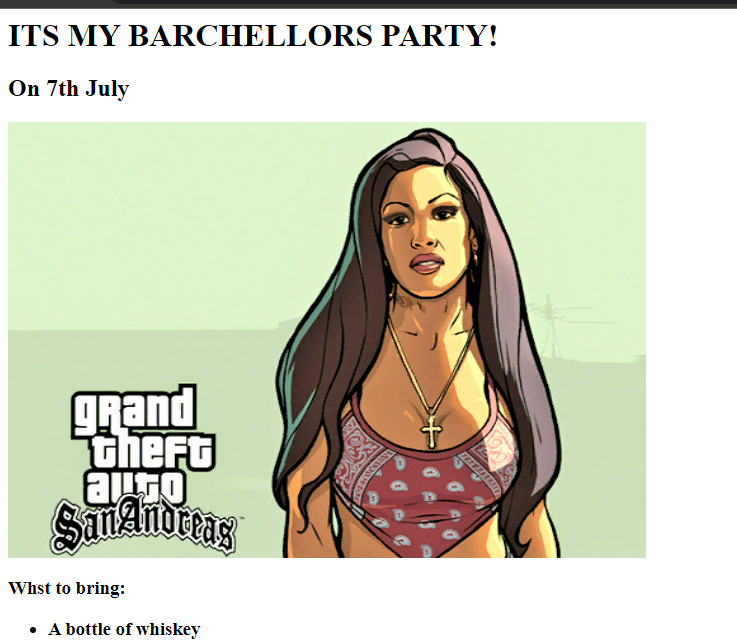 ITS MY BARCHELLORS PARTY!
On 7th July
grand
theft
auto
San Andreas
Whst to bring:
• A bottle of whiskey